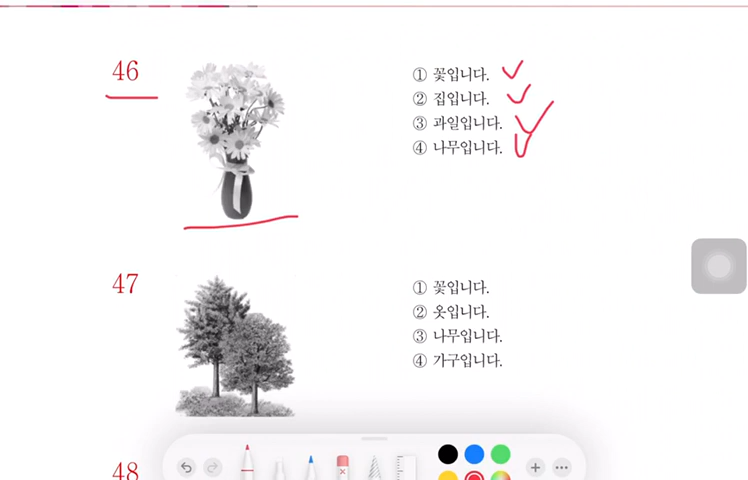 46
① 꽃입니다.
② 집입니다.
③ 과일입니다.
④ 나무입니다.
47
① 꽃입니다.
② 옷입니다.
③ 나무입니다.
④ 가구입니다.
48